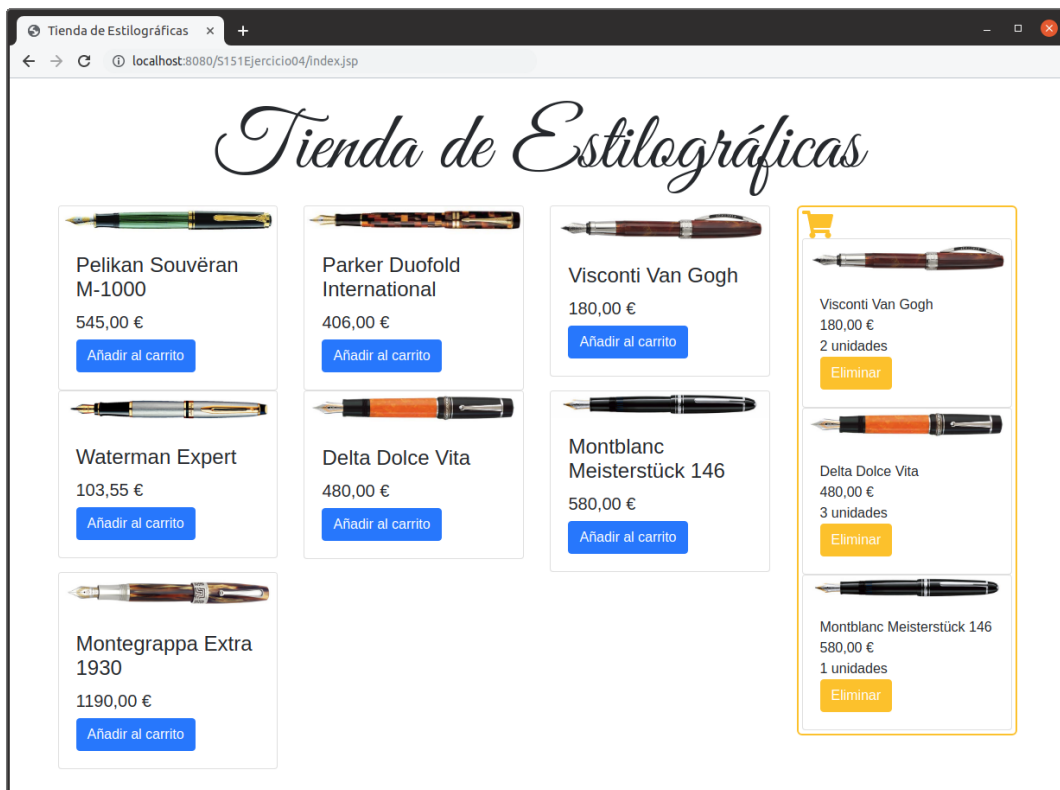 Tienda de Estilográficas
localhost:8080/S151Ejercicio04/index.jsp
Tienda de Estilográficas
Pelikan Souvëran
M-1000
545,00 €
Añadir al carrito
Parker Duofold
International
406,00 €
Añadir al carrito
Visconti Van Gogh
180,00 €
Añadir al carrito
Waterman Expert
103,55 €
Añadir al carrito
Delta Dolce Vita
480,00 €
Añadir al carrito
Montblanc
Meisterstück 146
580,00 €
Añadir al carrito
Montegrappa Extra
1930
1190,00 €
Añadir al carrito
Visconti Van Gogh
180,00 €
2 unidades
Eliminar
Delta Dolce Vita
480,00 €
3 unidades
Eliminar
Montblanc Meisterstück 146
580,00 €
1 unidades
Eliminar